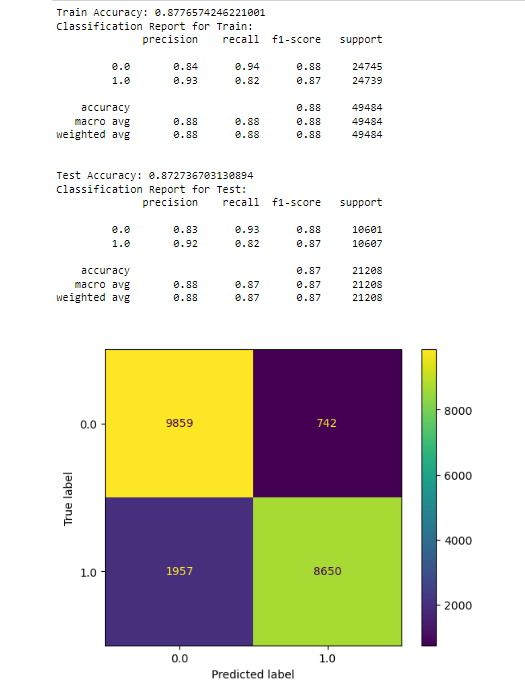 Train Accuracy: 0.8776574246221001
Classification Report for Train:
precision recall f1-score support
0.0 0.84 0.94 0.88 24745
1.0 0.93 0.82 0.87 24739
accuracy 0.88 49484
macro avg 0.88 0.88 0.88 49484
weighted avg 0.88 0.88 0.88 49484
Test Accuracy: 0.872736703130894
Classification Report for Test:
precision recall f1-score support
0.0 0.83 0.93 0.88 10601
1.0 0.92 0.82 0.87 10607
accuracy 0.87 21208
macro avg 0.88 0.87 0.87 21208
weighted avg 0.88 0.87 0.87 21208
True label
0.0 9859 742
1.0 1957 8650
0.0 1.0
Predicted label
8000
6000
4000
2000